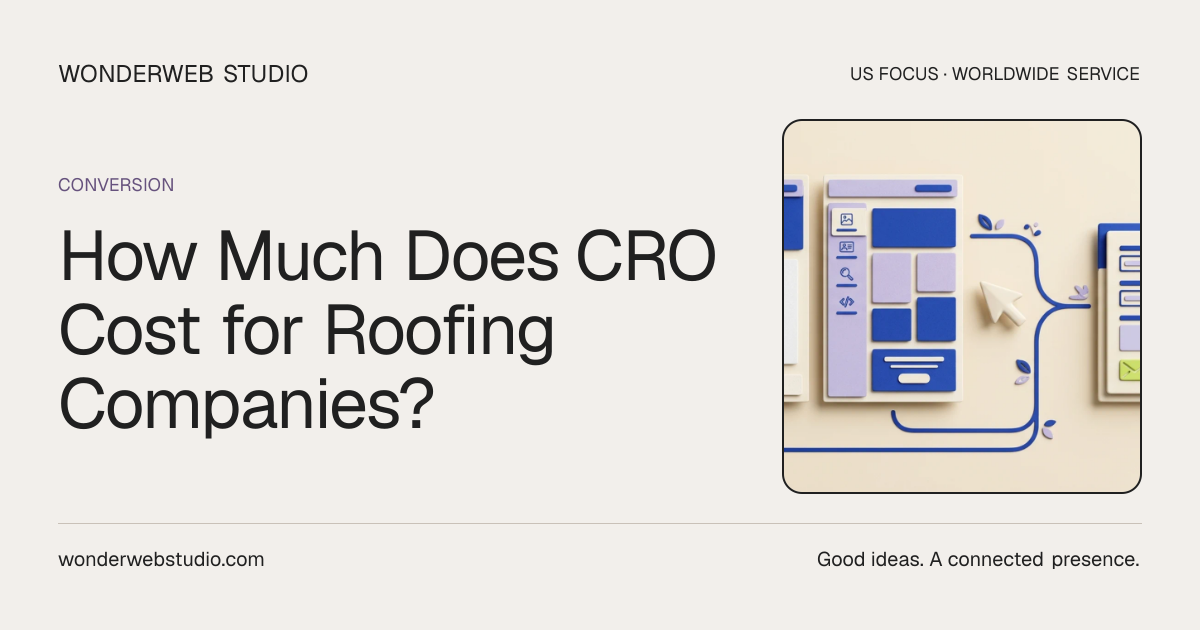 WONDERWEB STUDIO
US FOCUS · WORLDWIDE SERVICE
CONVERSION
How Much Does CRO
Cost for Roofing
Companies?
wonderwebstudio.com
Good ideas. A connected presence.